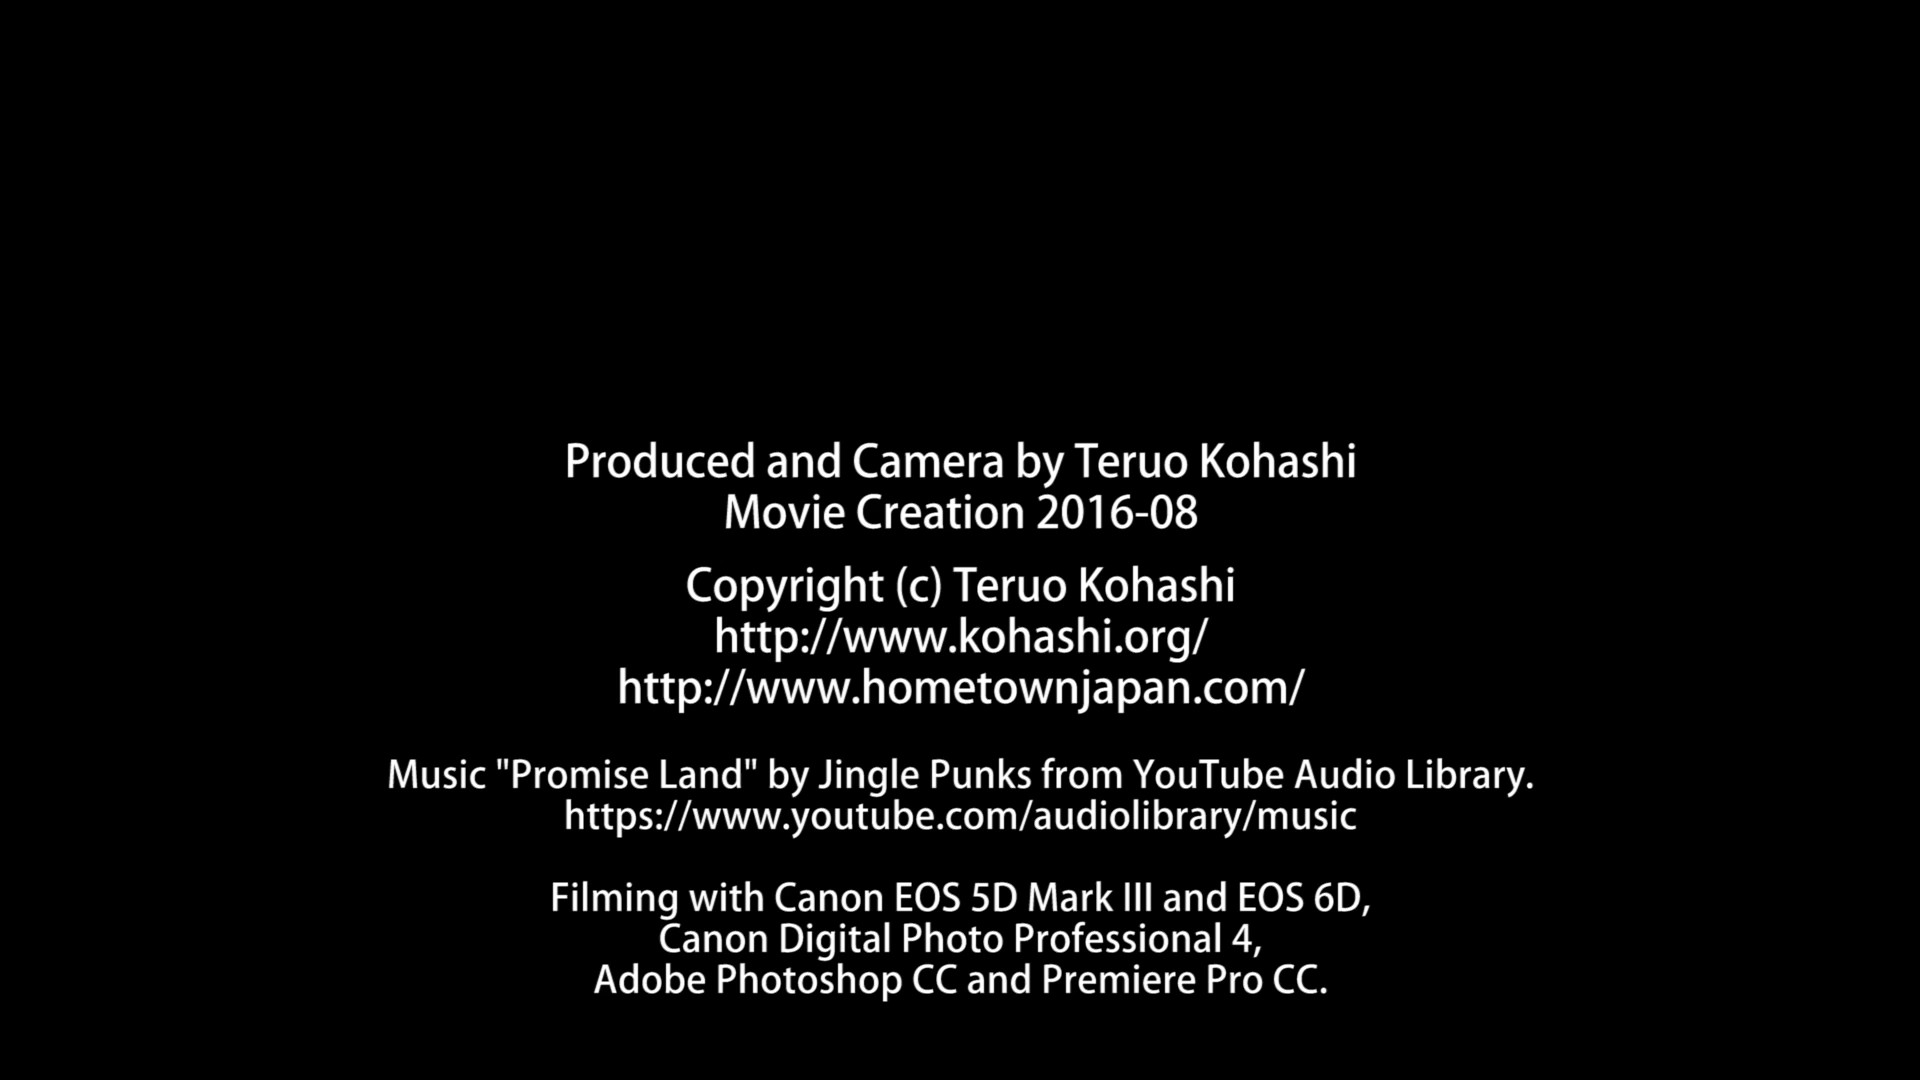 Produced and Camera by Teruo Kohashi
Movie Creation 2016-08
Copyright (c) Teruo Kohashi
http://www.kohashi.org/
http://www.hometownjapan.com/
Music "Promise Land" by Jingle Punks from YouTube Audio Library.
https://www.youtube.com/audiolibrary/music
Filming with Canon EOS 5D Mark III and EOS 6D,
Canon Digital Photo Professional 4,
Adobe Photoshop CC and Premiere Pro CC.